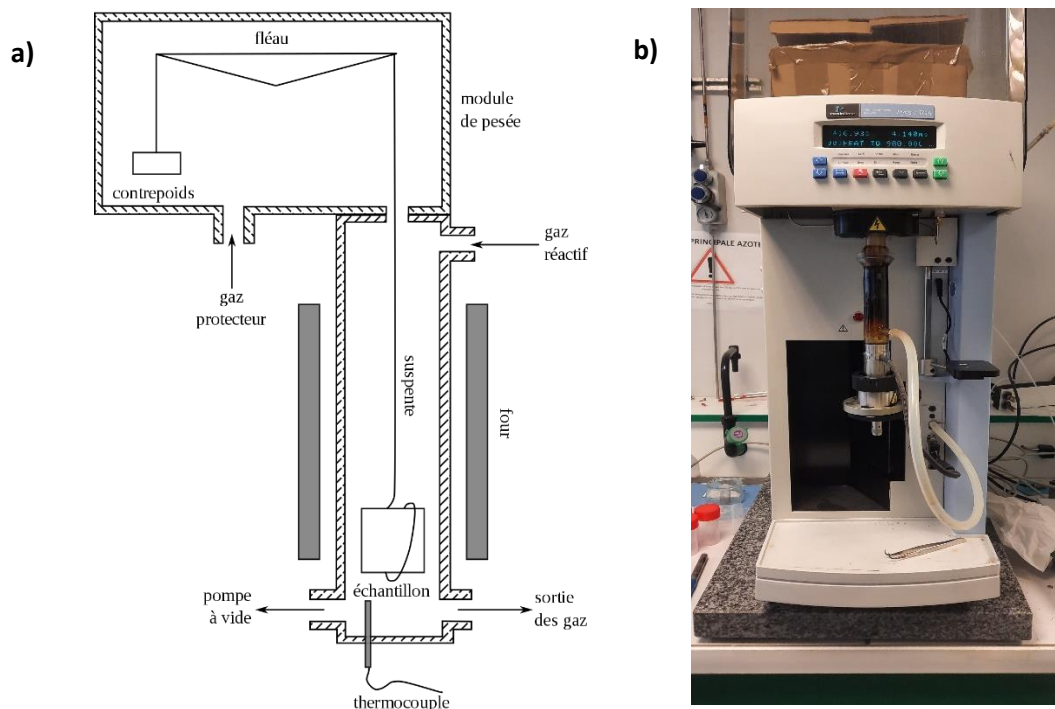 a)
fléau
module
de pesée
contrepoids
gaz
réactif
gaz
protecteur
suspente
four
échantillon
pompe
à vide
sortie
des gaz
thermocouple
b)
PRINCIPALE AZOTE